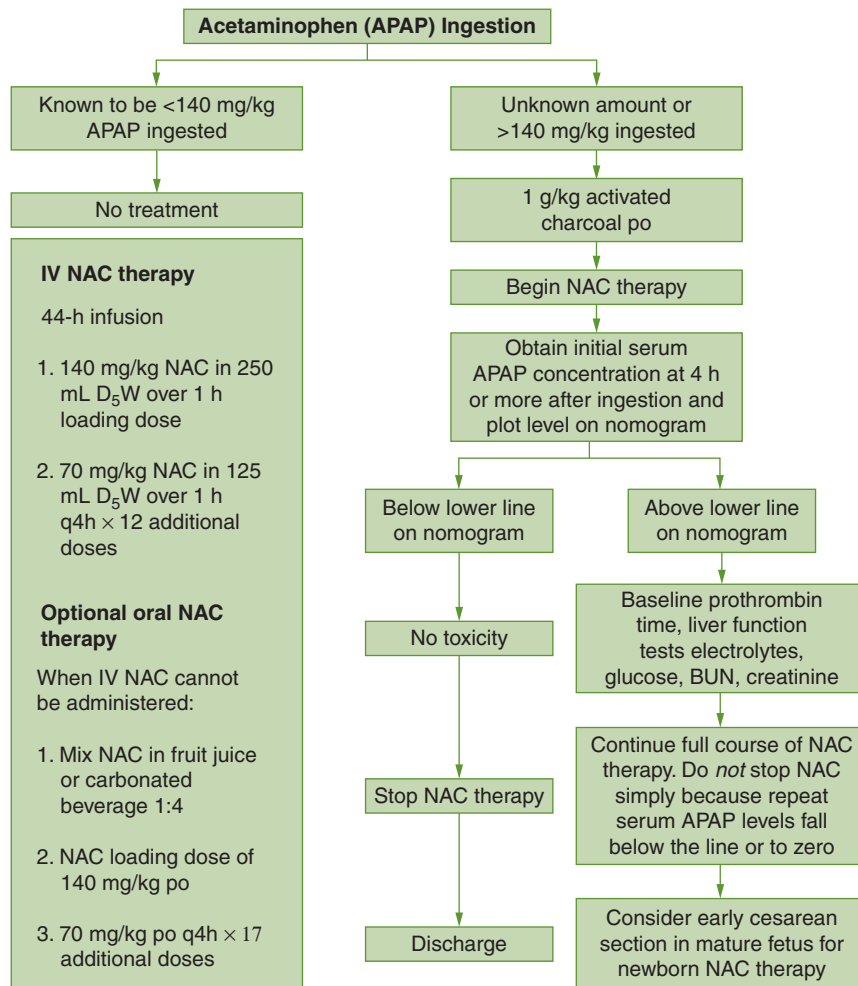 Acetaminophen (APAP) Ingestion
Known to be <140 mg/kg
APAP ingested
No treatment
IV NAC therapy
44-h infusion
1. 140 mg/kg NAC in 250
mL D₅W over 1 h
loading dose
2. 70 mg/kg NAC in 125
mL D₅W over 1 h
q4h × 12 additional
doses
Optional oral NAC
therapy
When IV NAC cannot
be administered:
1. Mix NAC in fruit juice
or carbonated
beverage 1:4
2. NAC loading dose of
140 mg/kg po
3. 70 mg/kg po q4h × 17
additional doses
Unknown amount or
>140 mg/kg ingested
1 g/kg activated
charcoal po
Begin NAC therapy
Obtain initial serum
APAP concentration at 4 h
or more after ingestion and
plot level on nomogram
Below lower line
on nomogram
No toxicity
Stop NAC therapy
Discharge
Above lower line
on nomogram
Baseline prothrombin
time, liver function
tests electrolytes,
glucose, BUN, creatinine
Continue full course of NAC
therapy. Do not stop NAC
simply because repeat
serum APAP levels fall
below the line or to zero
Consider early cesarean
section in mature fetus for
newborn NAC therapy